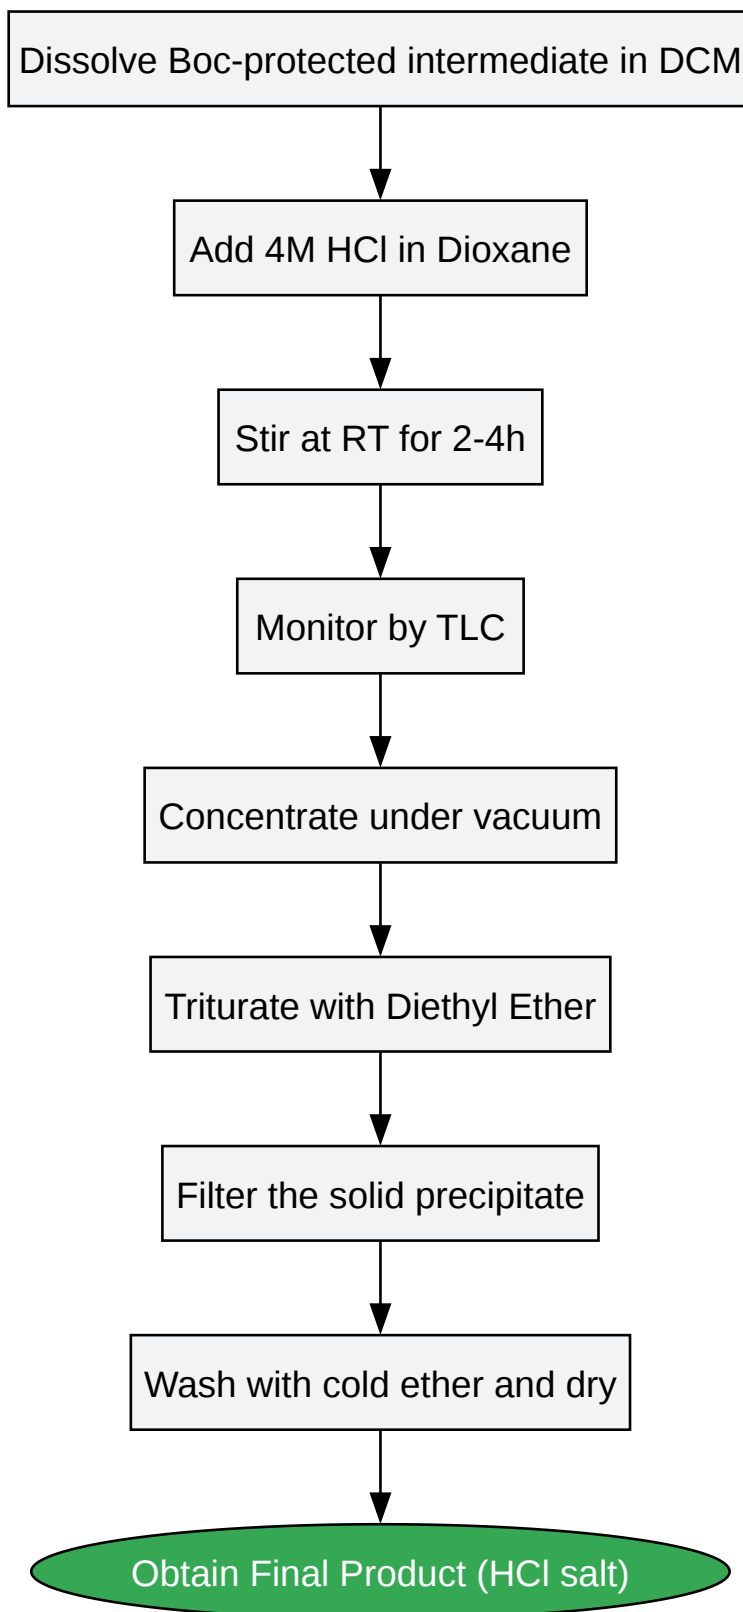 Dissolve Boc-protected intermediate in DCM
Add 4M HCl in Dioxane
Stir at RT for 2-4h
Monitor by TLC
Concentrate under vacuum
Triturate with Diethyl Ether
Filter the solid precipitate
Wash with cold ether and dry
Obtain Final Product (HCl salt)